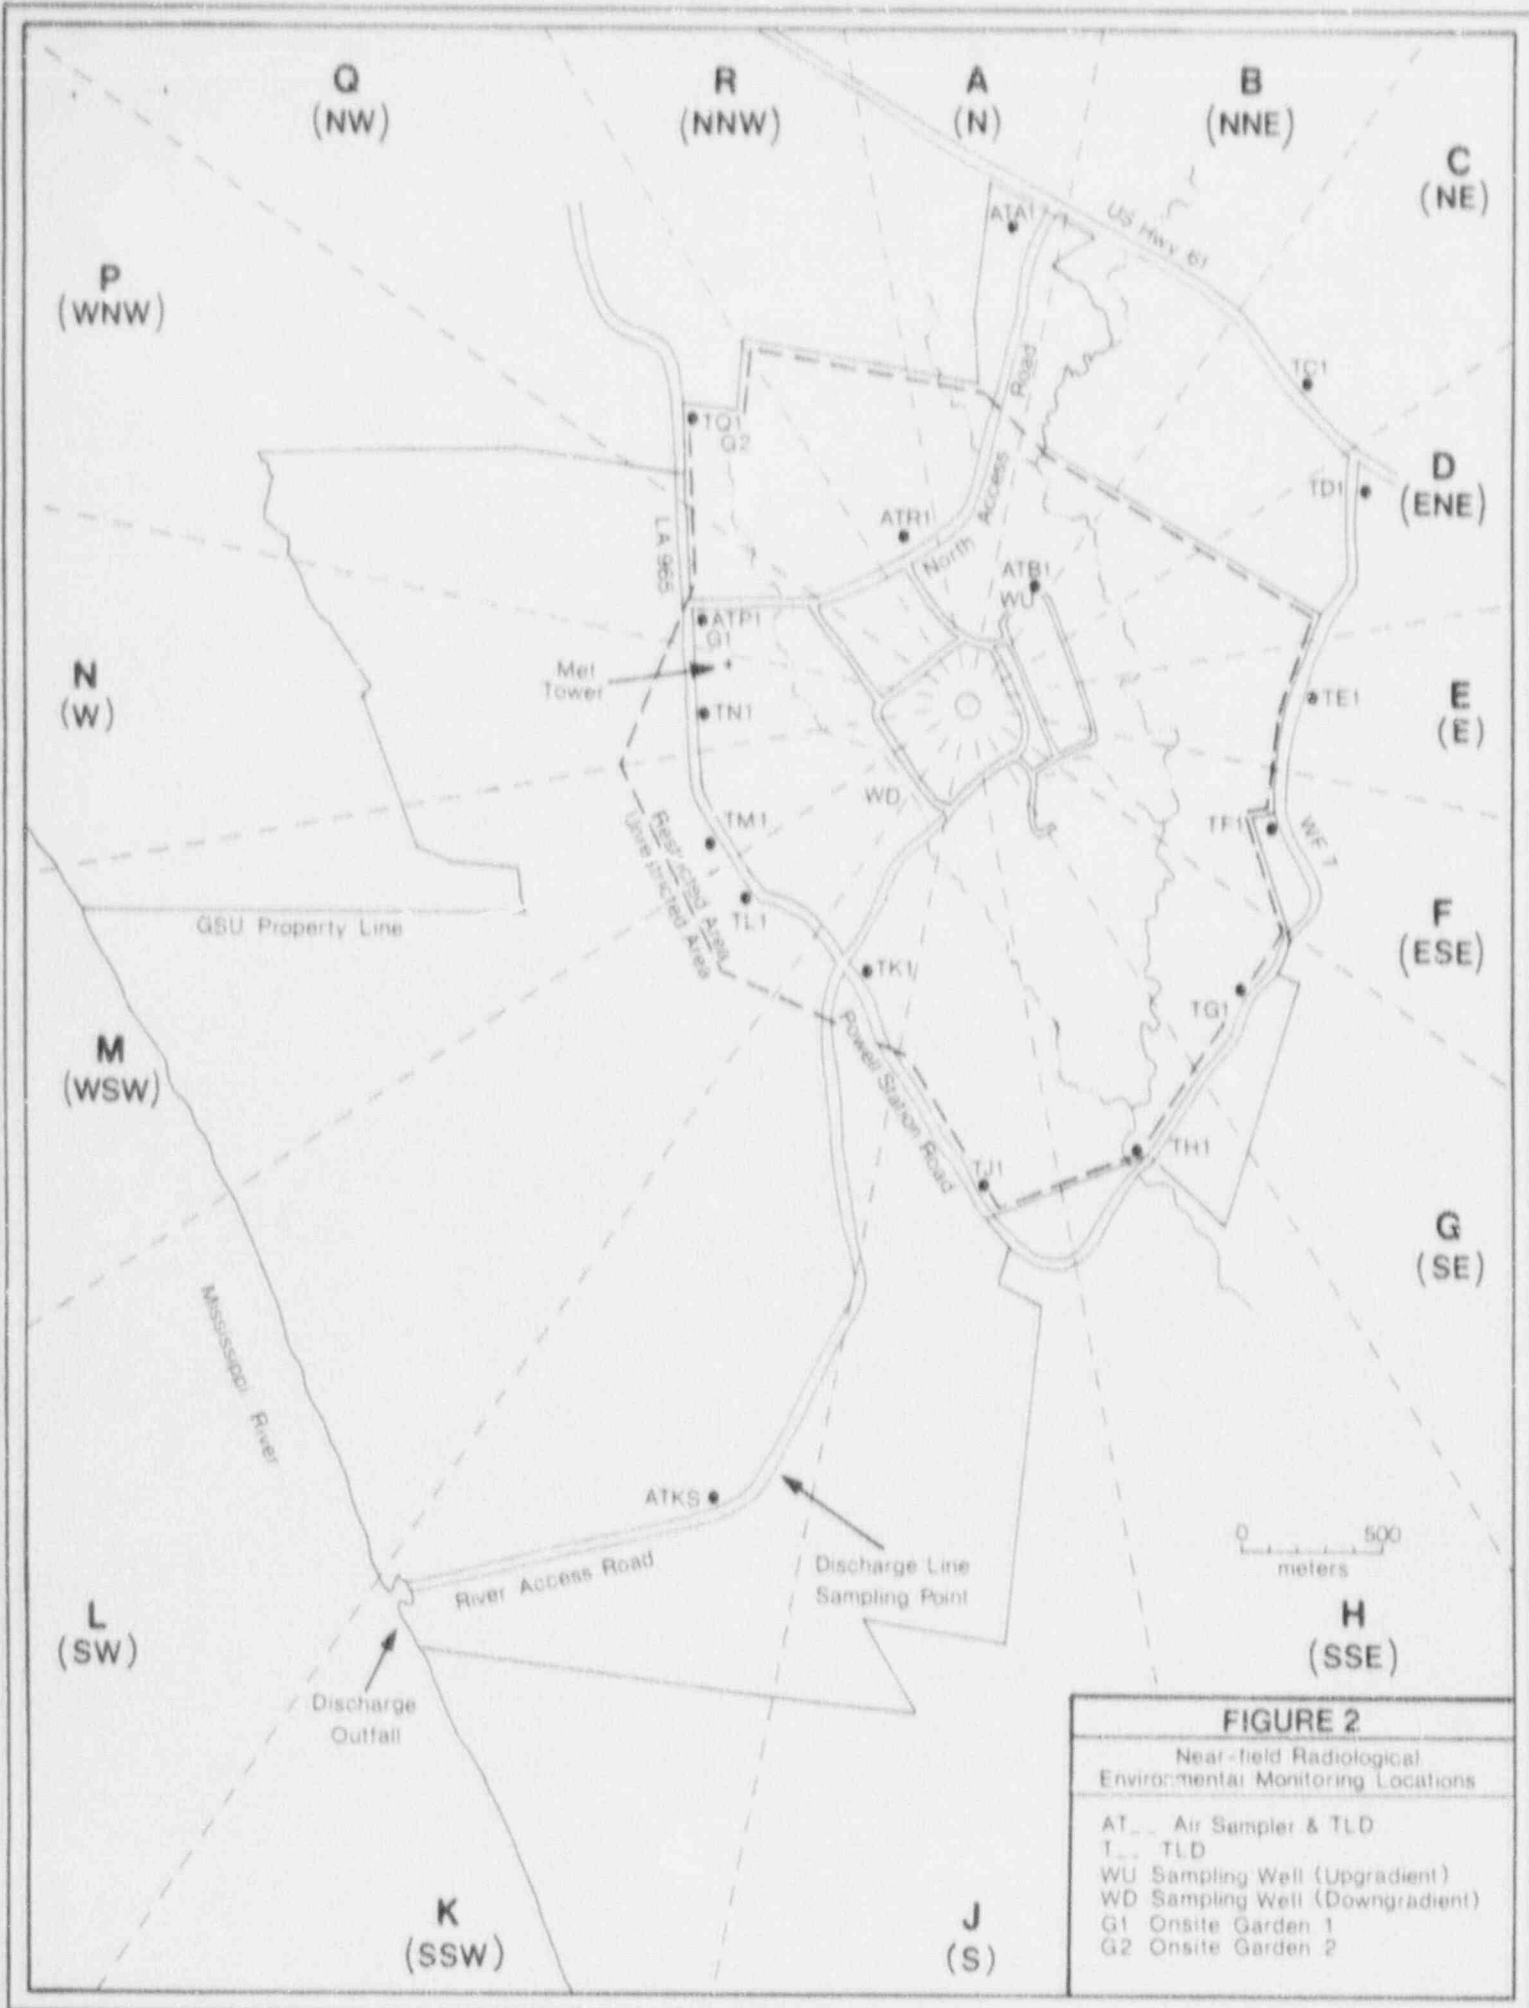 Q
(NW)
R
(NNW)
A
(N)
B
(NNE)
C
(NE)
P
(WNW)
ATA1
US Hwy 61
TC1
TQ1
G2
D
(ENE)
TD1
LA 965
ATR1
North
Access
Road
ATB1
WU
ATP1
G1
Met
Tower
N
(W)
TN1
TE1
E
(E)
WD
TM1
TF1
WF 7
Restricted Area
Unrestricted Area
TL1
GSU Property Line
F
(ESE)
TK1
TG1
M
(WSW)
Powell Station Road
TJ1
TH1
G
(SE)
Mississippi River
ATKS
River Access Road
Discharge Line
Sampling Point
0 500
meters
L
(SW)
H
(SSE)
Discharge
Outfall
K
(SSW)
J
(S)
FIGURE 2
Near-field Radiological
Environmental Monitoring Locations
AT__ Air Sampler & TLD
T__ TLD
WU Sampling Well (Upgradient)
WD Sampling Well (Downgradient)
G1 Onsite Garden 1
G2 Onsite Garden 2